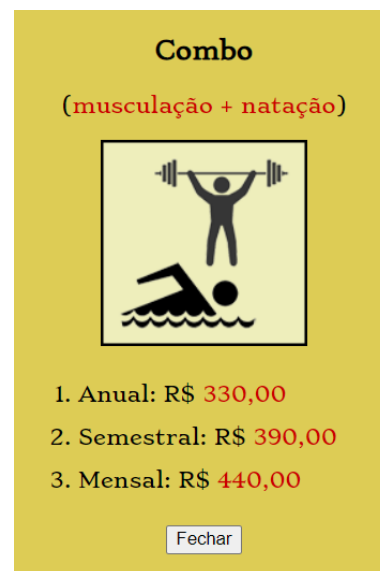 Combo
(musculação + natação)
1. Anual: R$ 330,00
2. Semestral: R$ 390,00
3. Mensal: R$ 440,00
Fechar